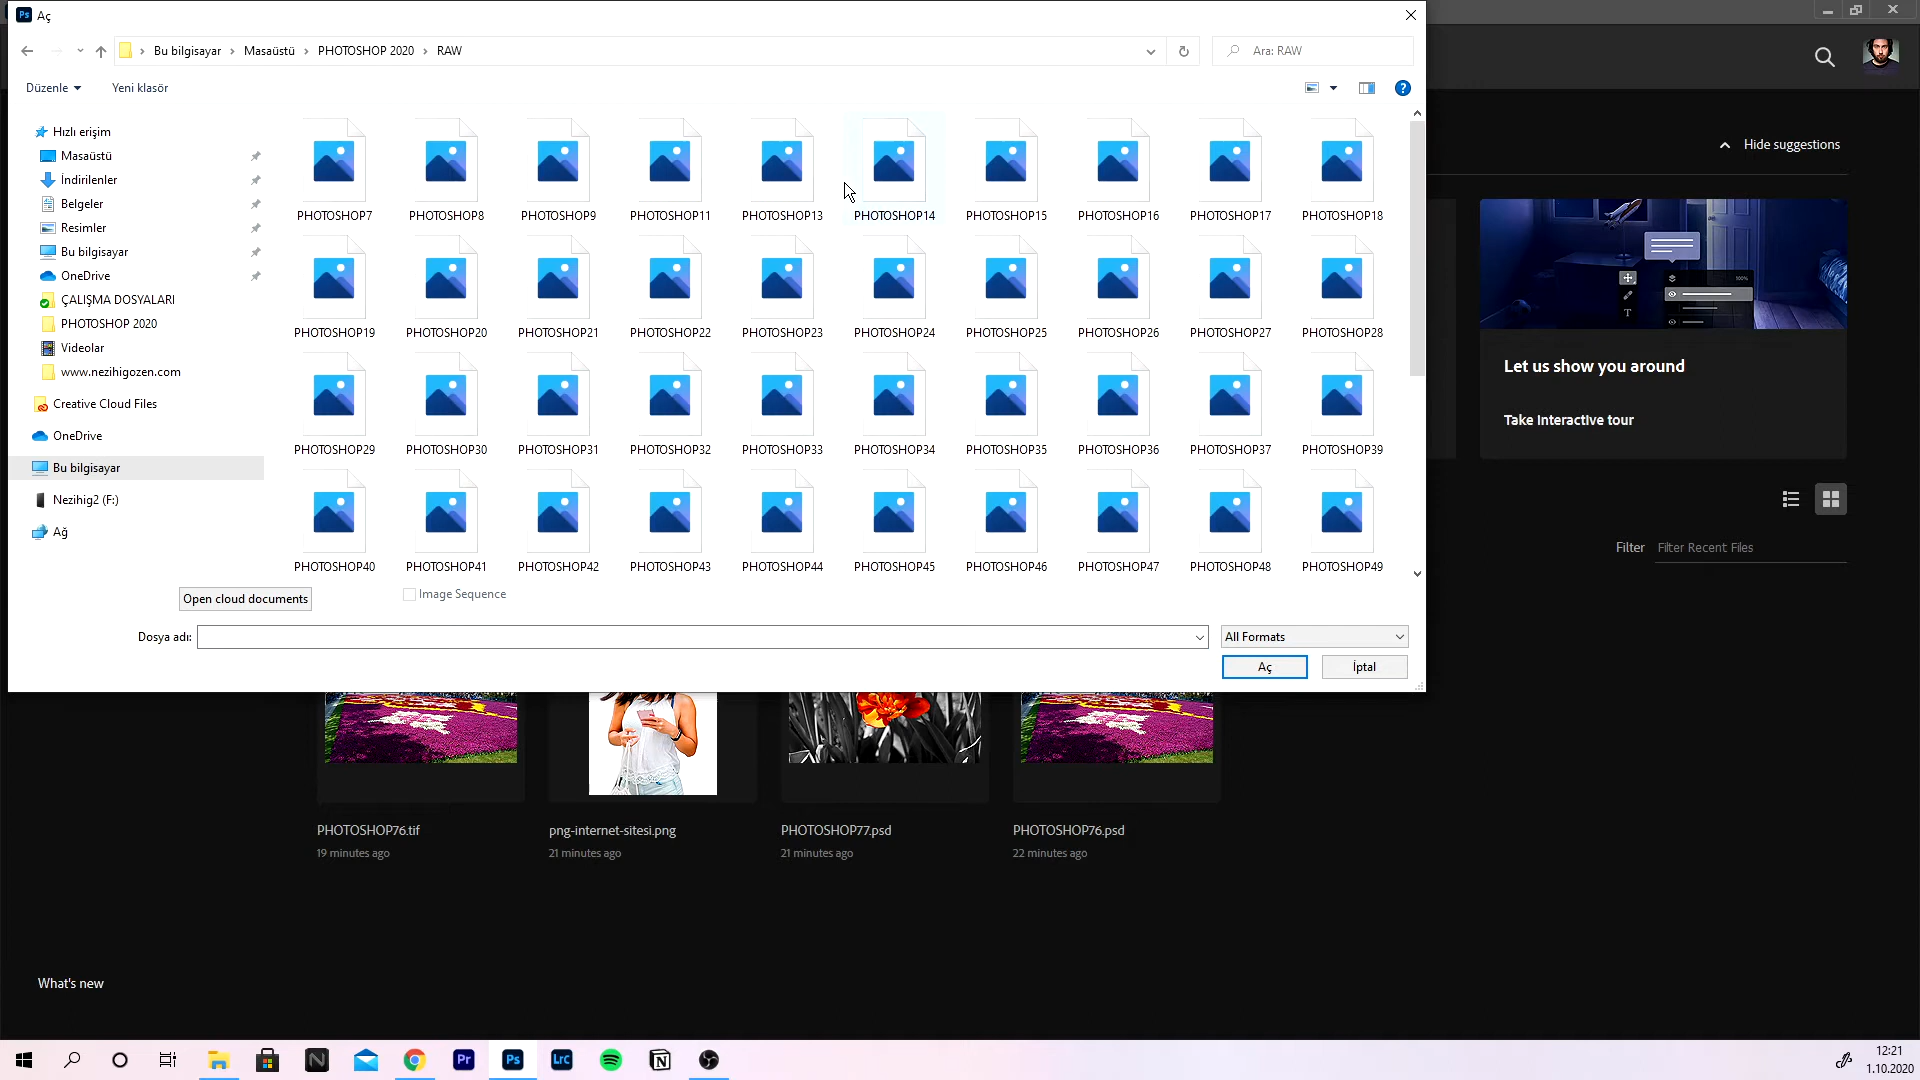 Ps Aç
Bu bilgisayar > Masaüstü > PHOTOSHOP 2020 > RAW
Ara: RAW
Düzenle
Yeni klasör
Hızlı erişim
Masaüstü
İndirilenler
Belgeler
Resimler
Bu bilgisayar
OneDrive
ÇALIŞMA DOSYALARI
PHOTOSHOP 2020
Videolar
www.nezihigozen.com
Creative Cloud Files
OneDrive
Bu bilgisayar
Nezihig2 (F:)
Ağ
PHOTOSHOP7 PHOTOSHOP8 PHOTOSHOP9 PHOTOSHOP11 PHOTOSHOP13 PHOTOSHOP14 PHOTOSHOP15 PHOTOSHOP16 PHOTOSHOP17 PHOTOSHOP18
PHOTOSHOP19 PHOTOSHOP20 PHOTOSHOP21 PHOTOSHOP22 PHOTOSHOP23 PHOTOSHOP24 PHOTOSHOP25 PHOTOSHOP26 PHOTOSHOP27 PHOTOSHOP28
PHOTOSHOP29 PHOTOSHOP30 PHOTOSHOP31 PHOTOSHOP32 PHOTOSHOP33 PHOTOSHOP34 PHOTOSHOP35 PHOTOSHOP36 PHOTOSHOP37 PHOTOSHOP39
PHOTOSHOP40 PHOTOSHOP41 PHOTOSHOP42 PHOTOSHOP43 PHOTOSHOP44 PHOTOSHOP45 PHOTOSHOP46 PHOTOSHOP47 PHOTOSHOP48 PHOTOSHOP49
Open cloud documents
Image Sequence
Dosya adı:
All Formats
Aç
İptal
Hide suggestions
100%
T
Let us show you around
Take interactive tour
Filter Filter Recent Files
PHOTOSHOP76.tif
19 minutes ago
png-internet-sitesi.png
21 minutes ago
PHOTOSHOP77.psd
21 minutes ago
PHOTOSHOP76.psd
22 minutes ago
What's new
Pr Ps Lrc
12:21
1.10.2020